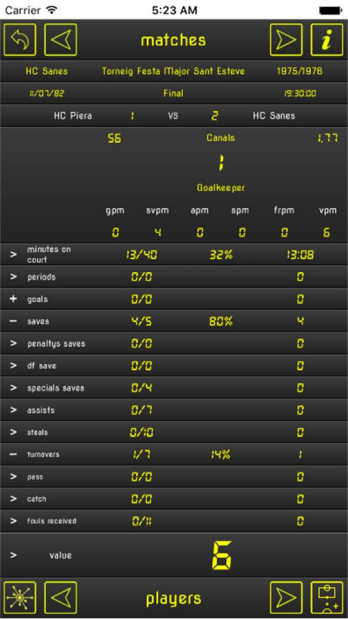 Carrier 5:23 AM
matches i
HC Sanes Torneig Festa Major Sant Esteve 1975/1976
11/07/82 Final 19:30:00
HC Piera 1 VS 2 HC Sanes
56 Canals 1,77
1
Goalkeeper
gpm svpm apm spm frpm vpm
0 4 0 0 0 6
> minutes on court 13/40 32% 13:08
> periods 0/0 0
+ goals 0/0 0
− saves 4/5 80% 4
> penaltys saves 0/0 0
> df save 0/0 0
> specials saves 0/4 0
> assists 0/7 0
> steals 0/10 0
− turnovers 1/7 14% 1
> pass 0/0 0
> catch 0/0 0
> fouls received 0/11 0
> value 6
players